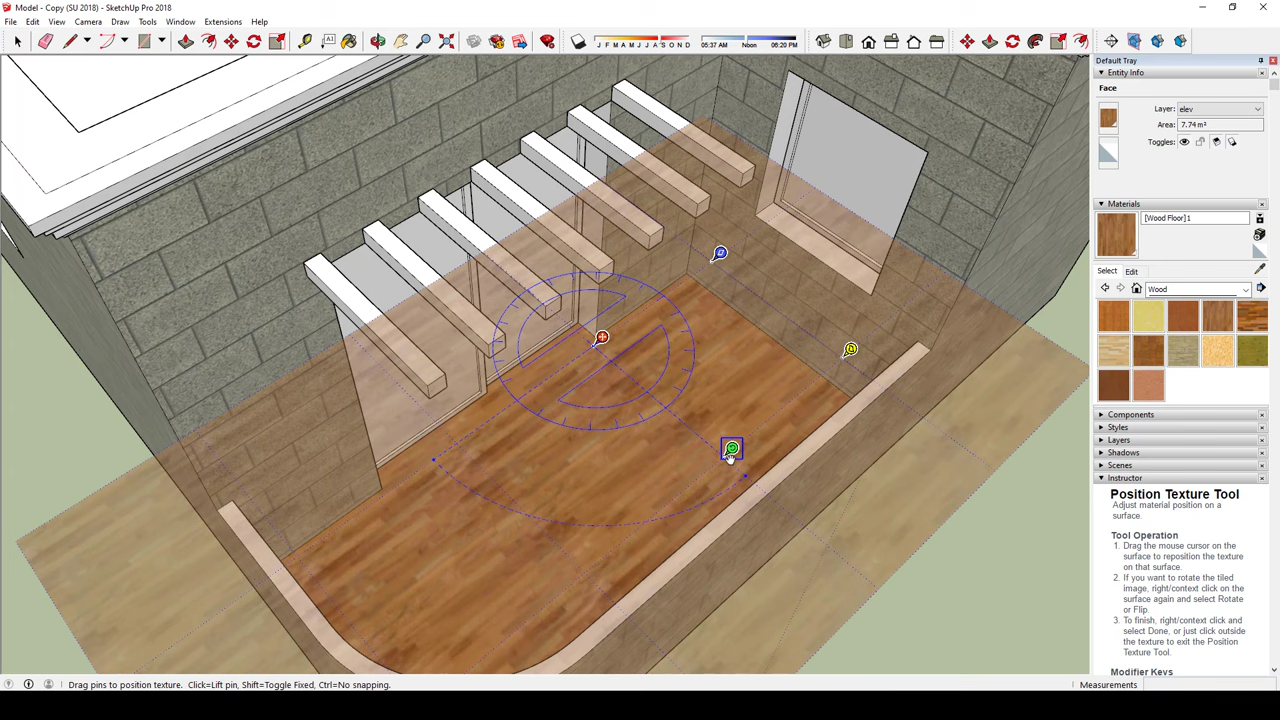 Model - Copy (SU 2018) - SketchUp Pro 2018
File Edit View Camera Draw Tools Window Extensions Help
J F M A M J J A S O N D
05:37 AM Noon 06:20 PM
Default Tray
Entity Info
Face
Layer: elev
Area: 7.74 m²
Toggles:
Materials
[Wood Floor]1
Select Edit
Wood
Components
Styles
Layers
Shadows
Scenes
Instructor
Position Texture Tool
Adjust material position on a
surface.
Tool Operation
1. Drag the mouse cursor on the
surface to reposition the texture
on that surface.
2. If you want to rotate the tiled
image, right/context click on the
surface again and select Rotate
or Flip.
3. To finish, right/context click and
select Done, or just click outside
the texture to exit the Position
Texture Tool.
Modifier Keys
Drag pins to position texture. Click=Lift pin, Shift=Toggle Fixed, Ctrl=No snapping.
Measurements